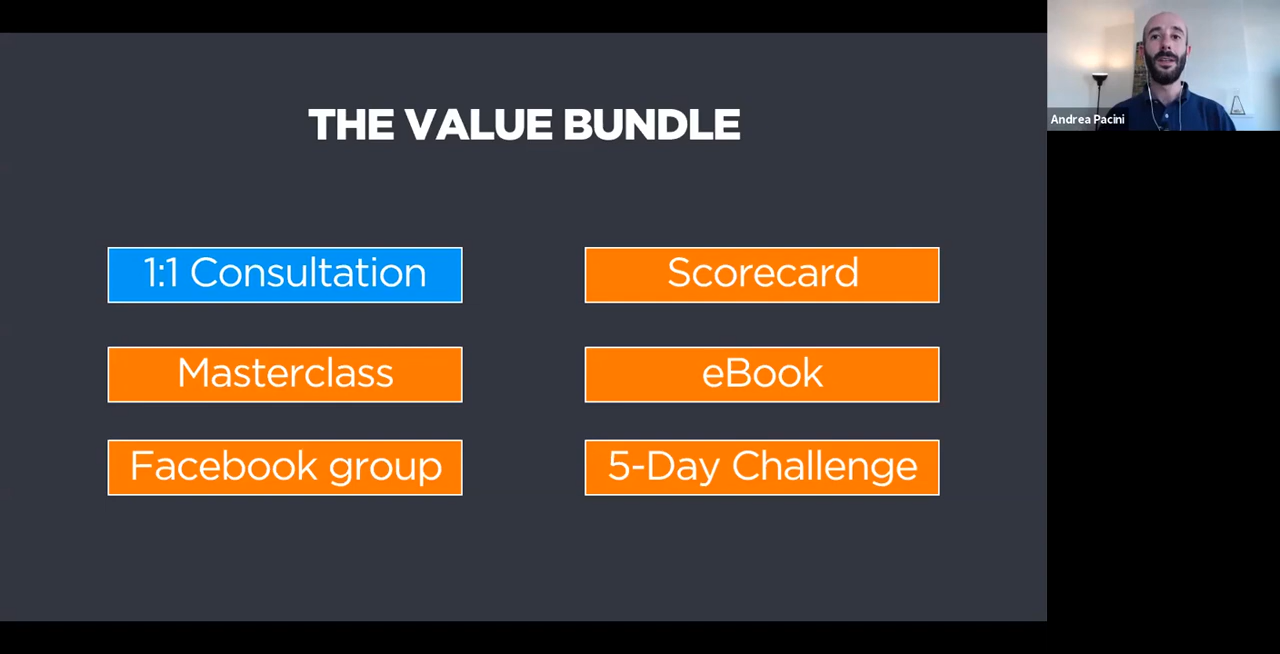 THE VALUE BUNDLE
1:1 Consultation
Scorecard
Masterclass
eBook
Facebook group
5-Day Challenge
Andrea Pacini